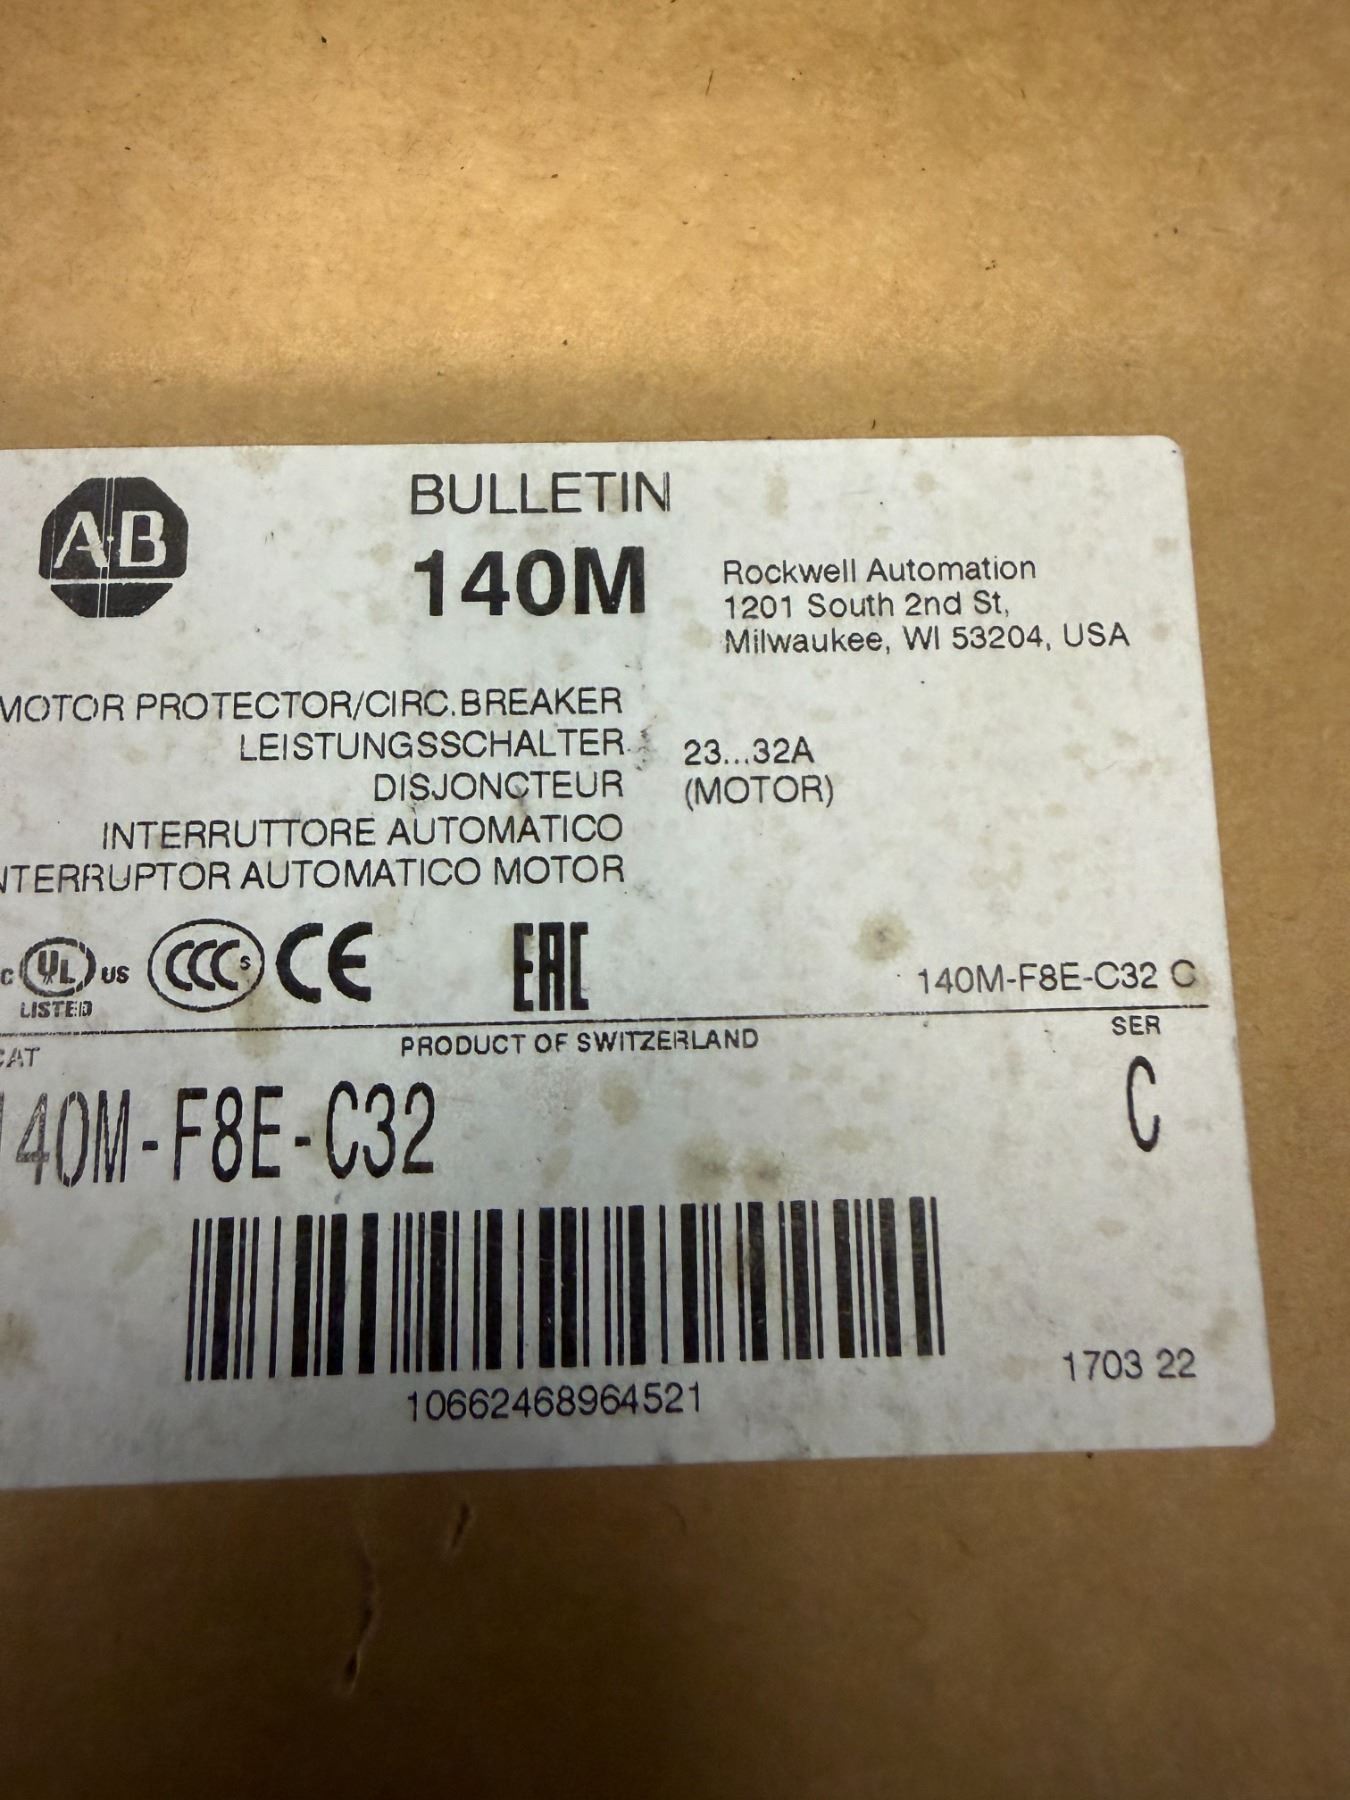 AB
BULLETIN
140M
Rockwell Automation
1201 South 2nd St,
Milwaukee, WI 53204, USA
MOTOR PROTECTOR/CIRC.BREAKER
LEISTUNGSSCHALTER
DISJONCTEUR
INTERRUTTORE AUTOMATICO
NTERRUPTOR AUTOMATICO MOTOR
23...32A
(MOTOR)
C UL US
LISTED
CCC S
CE
EAC
140M-F8E-C32 C
CAT
PRODUCT OF SWITZERLAND
SER
140M-F8E-C32
C
10662468964521
1703 22